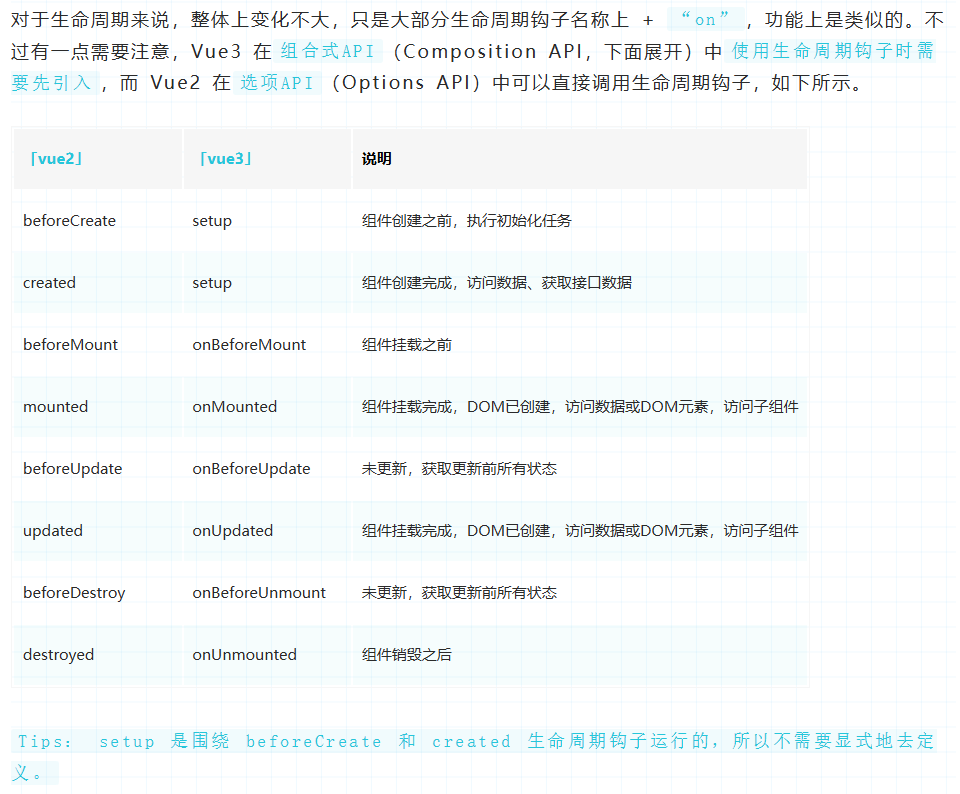 对于生命周期来说，整体上变化不大，只是大部分生命周期钩子名称上 + “on”，功能上是类似的。不
过有一点需要注意，Vue3 在 组合式API（Composition API，下面展开）中 使用生命周期钩子时需
要先引入，而 Vue2 在 选项API（Options API）中可以直接调用生命周期钩子，如下所示。
「vue2」 「vue3」 说明
beforeCreate setup 组件创建之前，执行初始化任务
created setup 组件创建完成，访问数据、获取接口数据
beforeMount onBeforeMount 组件挂载之前
mounted onMounted 组件挂载完成，DOM已创建，访问数据或DOM元素，访问子组件
beforeUpdate onBeforeUpdate 未更新，获取更新前所有状态
updated onUpdated 组件挂载完成，DOM已创建，访问数据或DOM元素，访问子组件
beforeDestroy onBeforeUnmount 未更新，获取更新前所有状态
destroyed onUnmounted 组件销毁之后
Tips： setup 是围绕 beforeCreate 和 created 生命周期钩子运行的，所以不需要显式地去定
义。